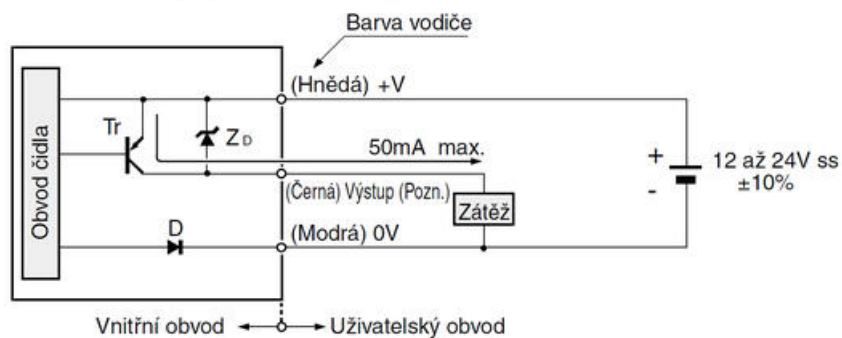 Barva vodiče
(Hnědá) +V
Tr
ZD
50mA max.
Obvod čidla
(Černá) Výstup (Pozn.)
Zátěž
+
-
12 až 24V ss
±10%
D
(Modrá) 0V
Vnitřní obvod
Uživatelský obvod